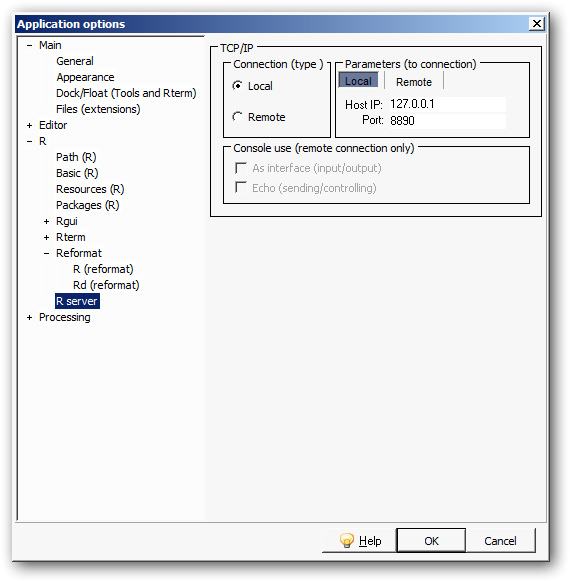 Application options
− Main
General
Appearance
Dock/Float (Tools and Rterm)
Files (extensions)
+ Editor
− R
Path (R)
Basic (R)
Resources (R)
Packages (R)
+ Rgui
+ Rterm
− Reformat
R (reformat)
Rd (reformat)
R server
+ Processing
TCP/IP
Connection (type )
Local
Remote
Parameters (to connection)
Local Remote
Host IP: 127.0.0.1
Port: 8890
Console use (remote connection only)
As interface (input/output)
Echo (sending/controlling)
Help OK Cancel